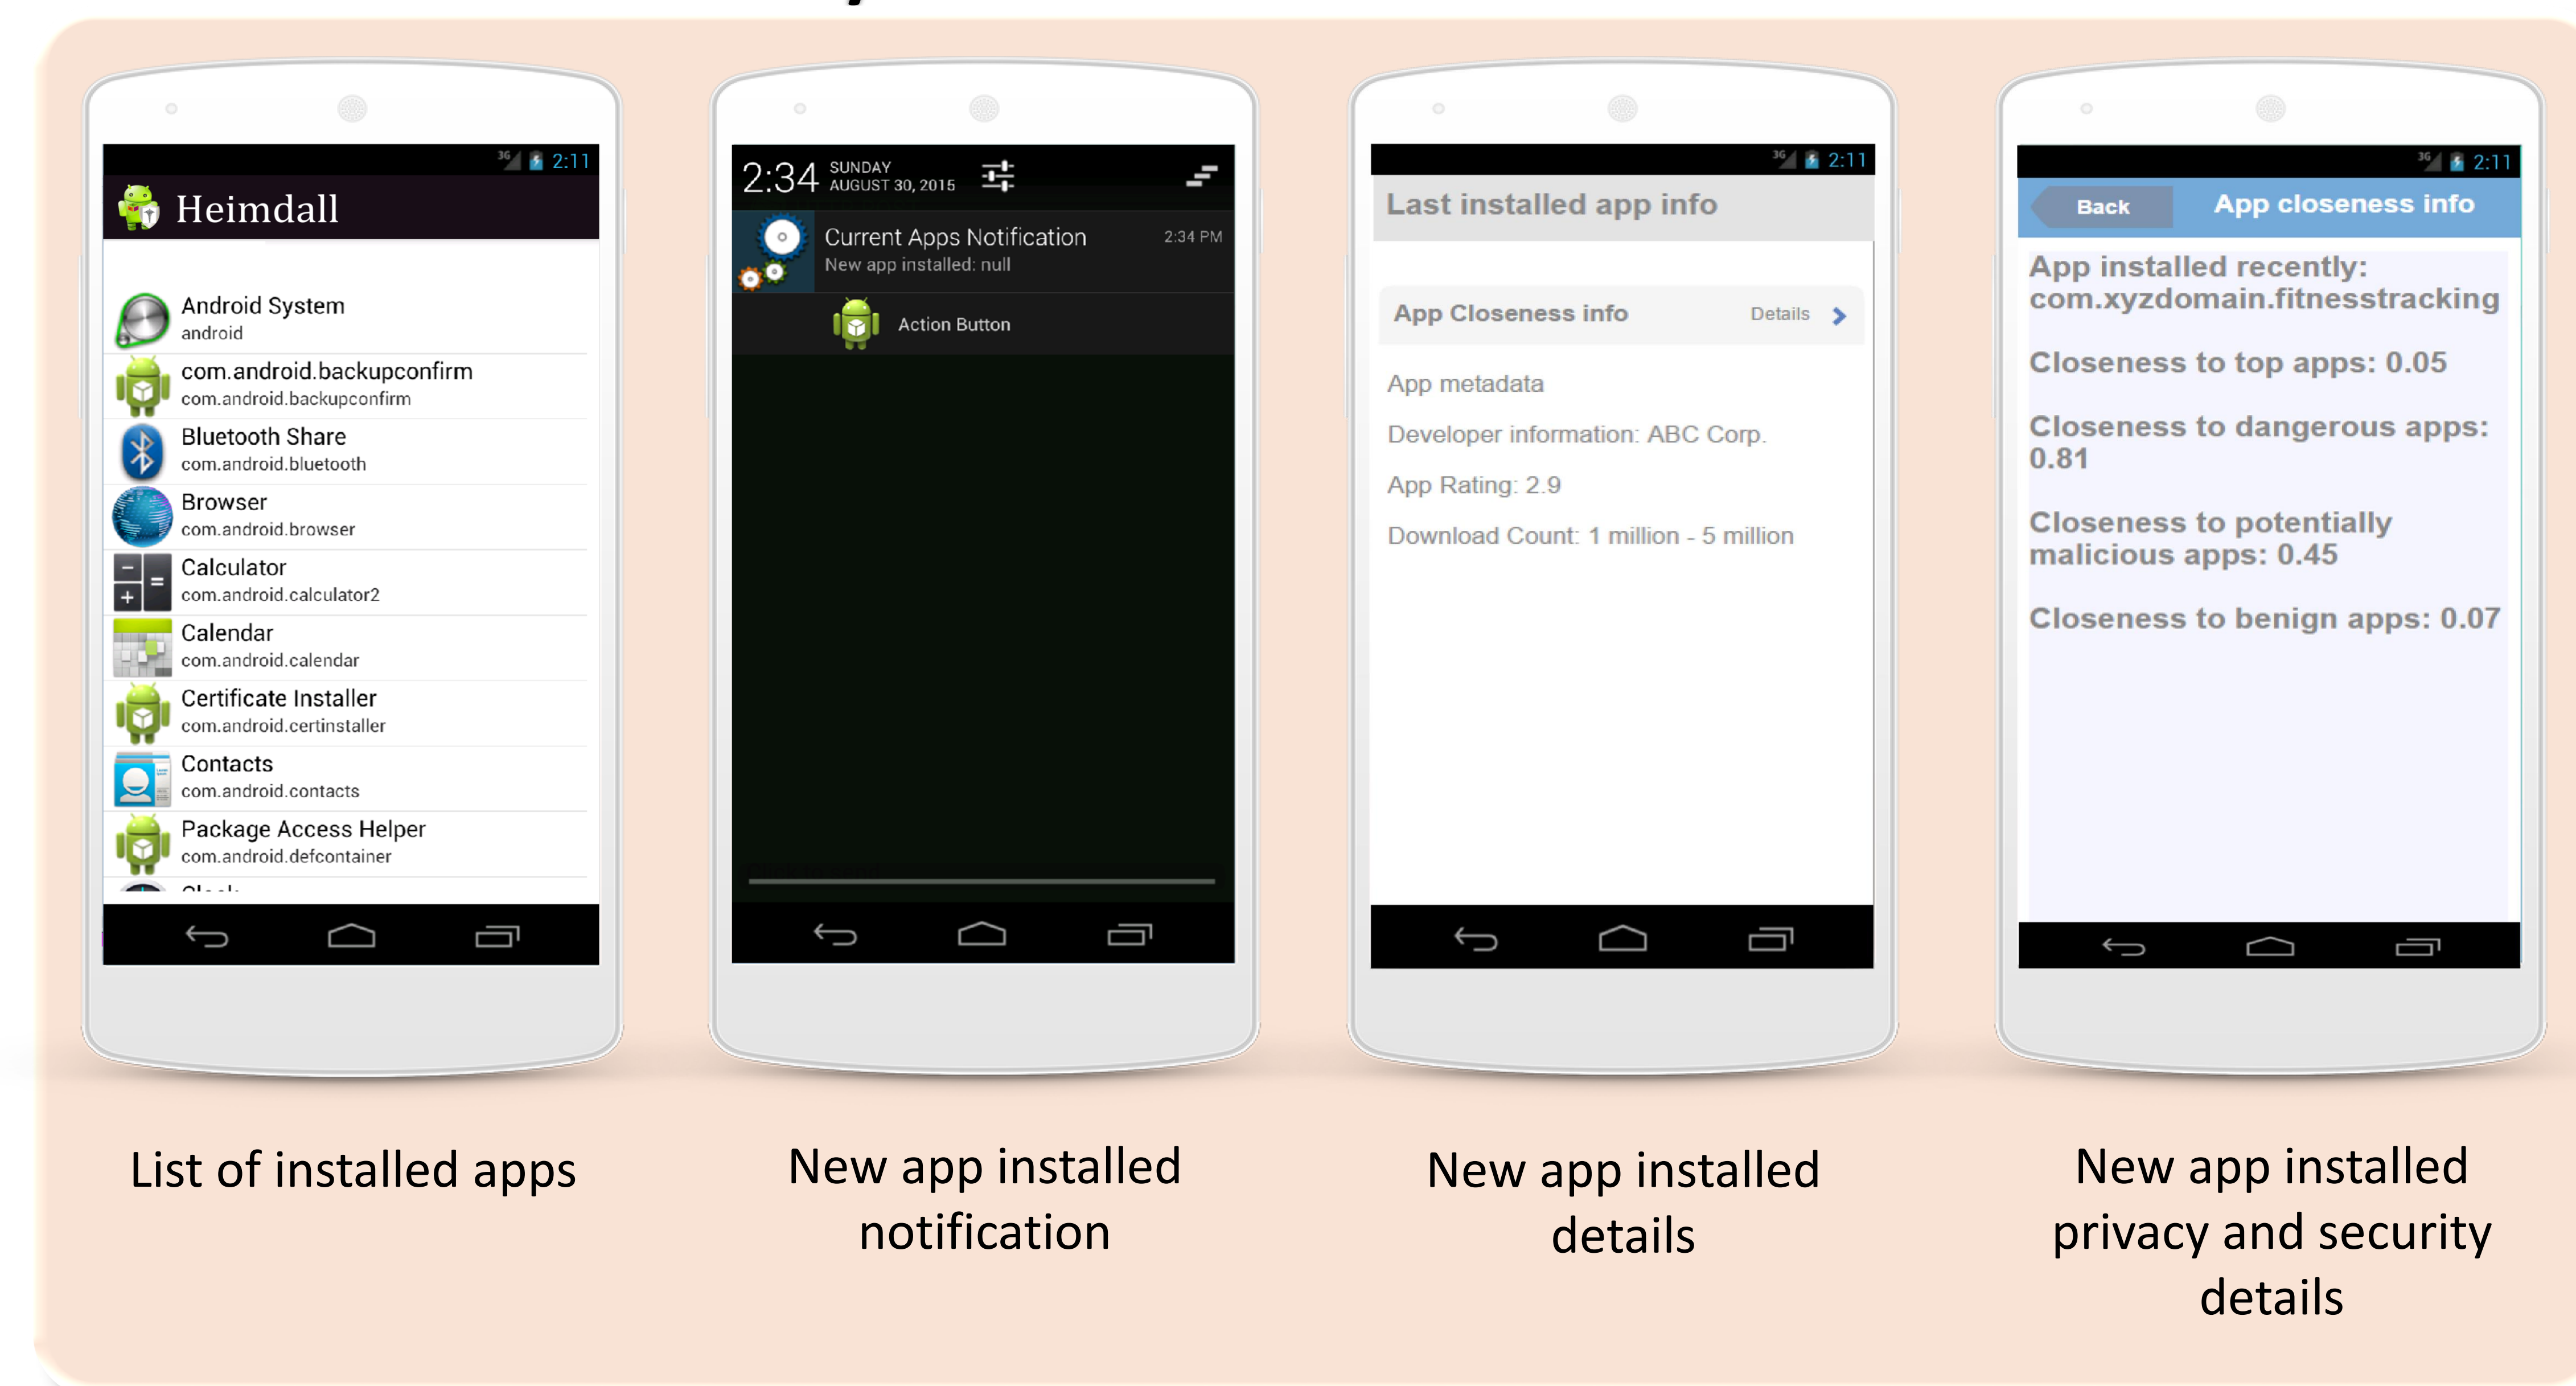 3G 2:11
Heimdall
Android System
android
com.android.backupconfirm
com.android.backupconfirm
Bluetooth Share
com.android.bluetooth
Browser
com.android.browser
Calculator
com.android.calculator2
Calendar
com.android.calendar
Certificate Installer
com.android.certinstaller
Contacts
com.android.contacts
Package Access Helper
com.android.defcontainer
List of installed apps
2:34 SUNDAY
AUGUST 30, 2015
Current Apps Notification 2:34 PM
New app installed: null
Action Button
New app installed
notification
3G 2:11
Last installed app info
App Closeness info Details
App metadata
Developer information: ABC Corp.
App Rating: 2.9
Download Count: 1 million - 5 million
New app installed
details
3G 2:11
Back App closeness info
App installed recently:
com.xyzdomain.fitnesstracking
Closeness to top apps: 0.05
Closeness to dangerous apps:
0.81
Closeness to potentially
malicious apps: 0.45
Closeness to benign apps: 0.07
New app installed
privacy and security
details